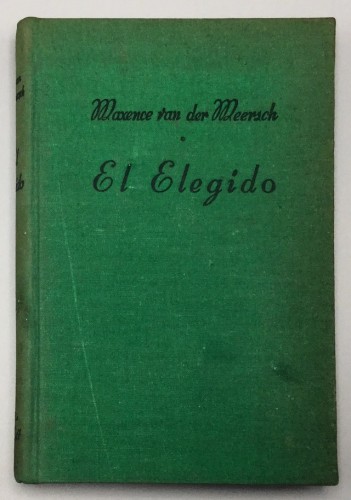 Maxence van der Meersch
El Elegido